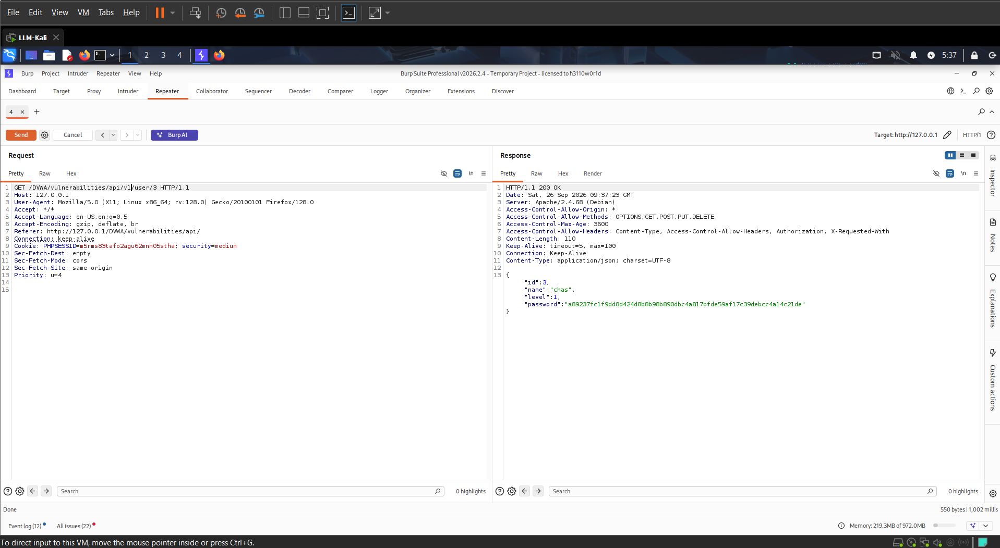 File Edit View VM Tabs Help
LLM-Kali
1 2 3 4
5:37
Burp Project Intruder Repeater View Help
Burp Suite Professional v2026.2.4 - Temporary Project - licensed to h3110w0r1d
Dashboard Target Proxy Intruder Repeater Collaborator Sequencer Decoder Comparer Logger Organizer Extensions Discover
4
Send Cancel Burp AI
Target: http://127.0.0.1 HTTP/1
Request
Pretty Raw Hex
\n
1 GET /DVWA/vulnerabilities/api/v1/user/3 HTTP/1.1
2 Host: 127.0.0.1
3 User-Agent: Mozilla/5.0 (X11; Linux x86_64; rv:128.0) Gecko/20100101 Firefox/128.0
4 Accept: */*
5 Accept-Language: en-US,en;q=0.5
6 Accept-Encoding: gzip, deflate, br
7 Referer: http://127.0.0.1/DVWA/vulnerabilities/api/
8 Connection: keep-alive
9 Cookie: PHPSESSID=m5rms83tafo2agu62mnm05stha; security=medium
10 Sec-Fetch-Dest: empty
11 Sec-Fetch-Mode: cors
12 Sec-Fetch-Site: same-origin
13 Priority: u=4
14
15
Search
0 highlights
Response
Pretty Raw Hex Render
\n
1 HTTP/1.1 200 OK
2 Date: Sat, 26 Sep 2026 09:37:23 GMT
3 Server: Apache/2.4.68 (Debian)
4 Access-Control-Allow-Origin: *
5 Access-Control-Allow-Methods: OPTIONS,GET,POST,PUT,DELETE
6 Access-Control-Max-Age: 3600
7 Access-Control-Allow-Headers: Content-Type, Access-Control-Allow-Headers, Authorization, X-Requested-With
8 Content-Length: 110
9 Keep-Alive: timeout=5, max=100
10 Connection: Keep-Alive
11 Content-Type: application/json; charset=UTF-8
12
13 {
"id":3,
"name":"chas",
"level":1,
"password":"a89237fc1f9dd8d424d8b8b98b890dbc4a817bfde59af17c39debcc4a14c21de"
}
Search
0 highlights
Inspector
Notes
Explanations
Custom actions
Done
550 bytes | 1,002 millis
Event log (12) All issues (22)
Memory: 219.3MB of 972.0MB
To direct input to this VM, move the mouse pointer inside or press Ctrl+G.